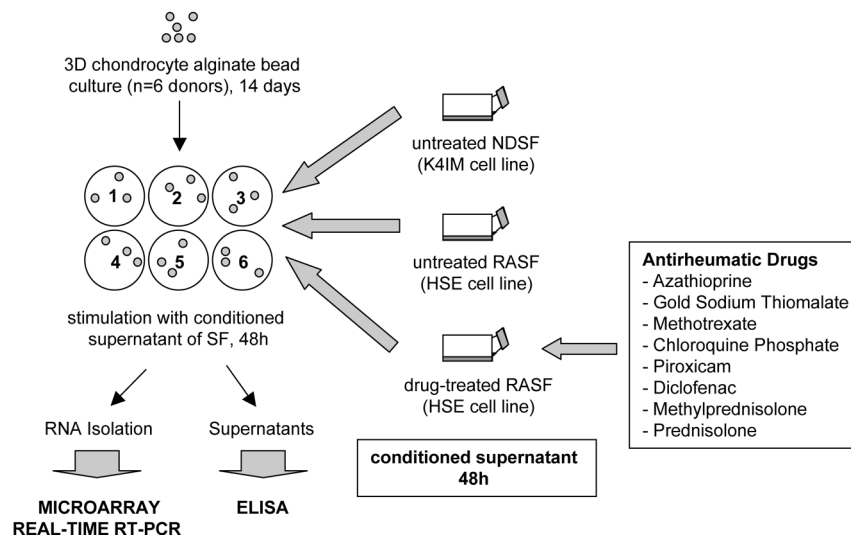 3D chondrocyte alginate bead
culture (n=6 donors), 14 days
1
2
3
4
5
6
stimulation with conditioned
supernatant of SF, 48h
RNA Isolation
Supernatants
MICROARRAY
REAL-TIME RT-PCR
ELISA
untreated NDSF
(K4IM cell line)
untreated RASF
(HSE cell line)
drug-treated RASF
(HSE cell line)
conditioned supernatant
48h
Antirheumatic Drugs
- Azathioprine
- Gold Sodium Thiomalate
- Methotrexate
- Chloroquine Phosphate
- Piroxicam
- Diclofenac
- Methylprednisolone
- Prednisolone